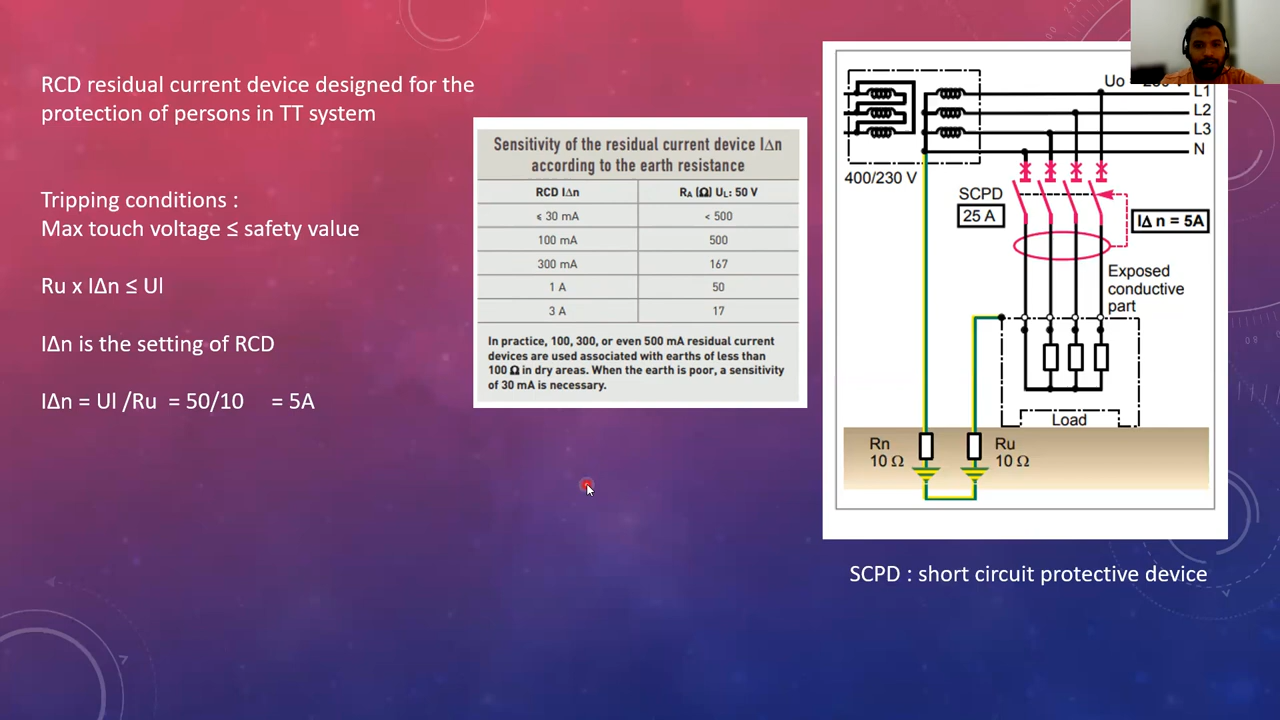 RCD residual current device designed for the
protection of persons in TT system
Tripping conditions :
Max touch voltage ≤ safety value
Ru x IΔn ≤ Ul
IΔn is the setting of RCD
IΔn = Ul /Ru = 50/10 = 5A
Sensitivity of the residual current device IΔn
according to the earth resistance
RCD IΔn RA (Ω) UL: 50 V
≤ 30 mA < 500
100 mA 500
300 mA 167
1 A 50
3 A 17
In practice, 100, 300, or even 500 mA residual current
devices are used associated with earths of less than
100 Ω in dry areas. When the earth is poor, a sensitivity
of 30 mA is necessary.
Uo
L1
L2
L3
N
400/230 V
SCPD
25 A
IΔ n = 5A
Exposed
conductive
part
Load
Rn
10 Ω
Ru
10 Ω
SCPD : short circuit protective device